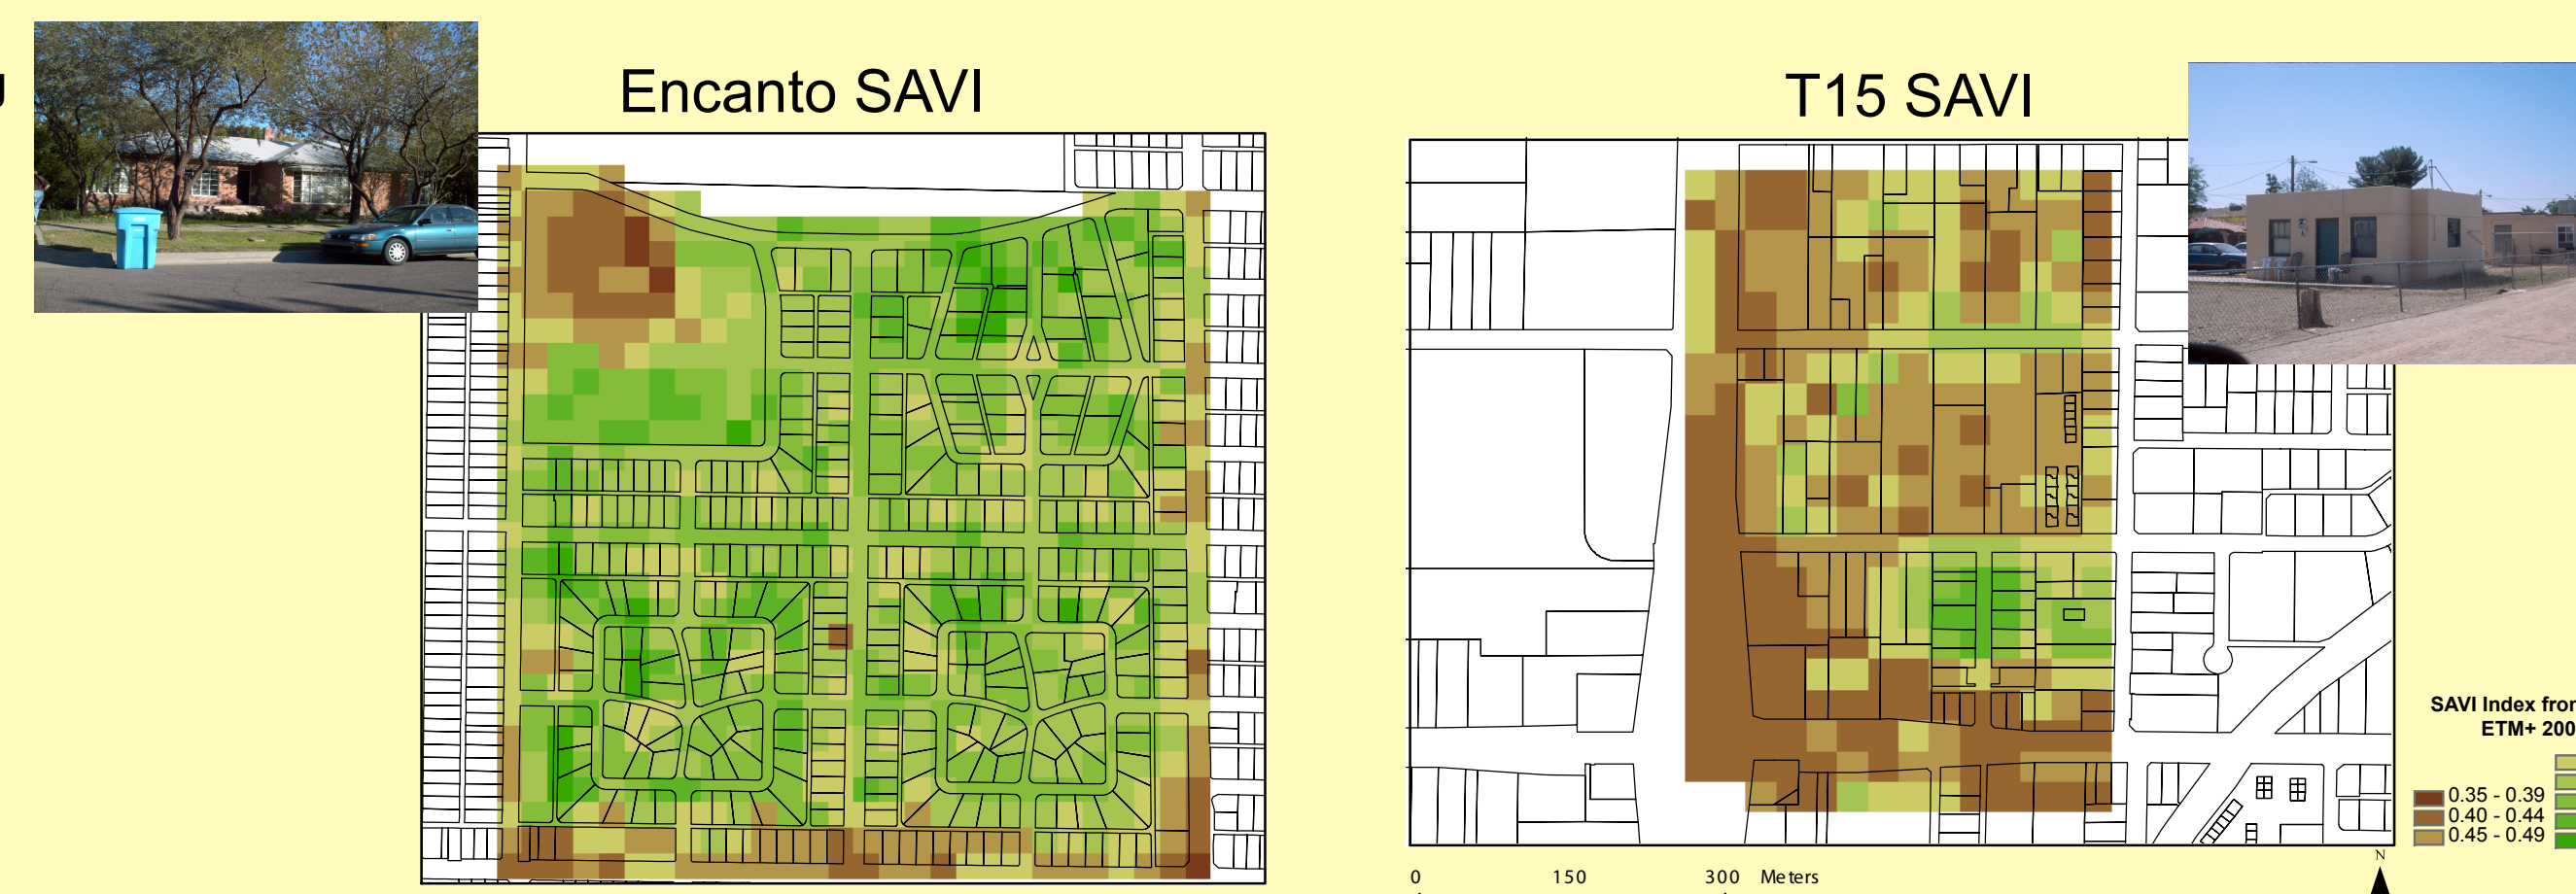 Encanto SAVI
T15 SAVI
SAVI Index from
ETM+ 200
0.35 - 0.39
0.40 - 0.44
0.45 - 0.49
0 150 300 Meters
N